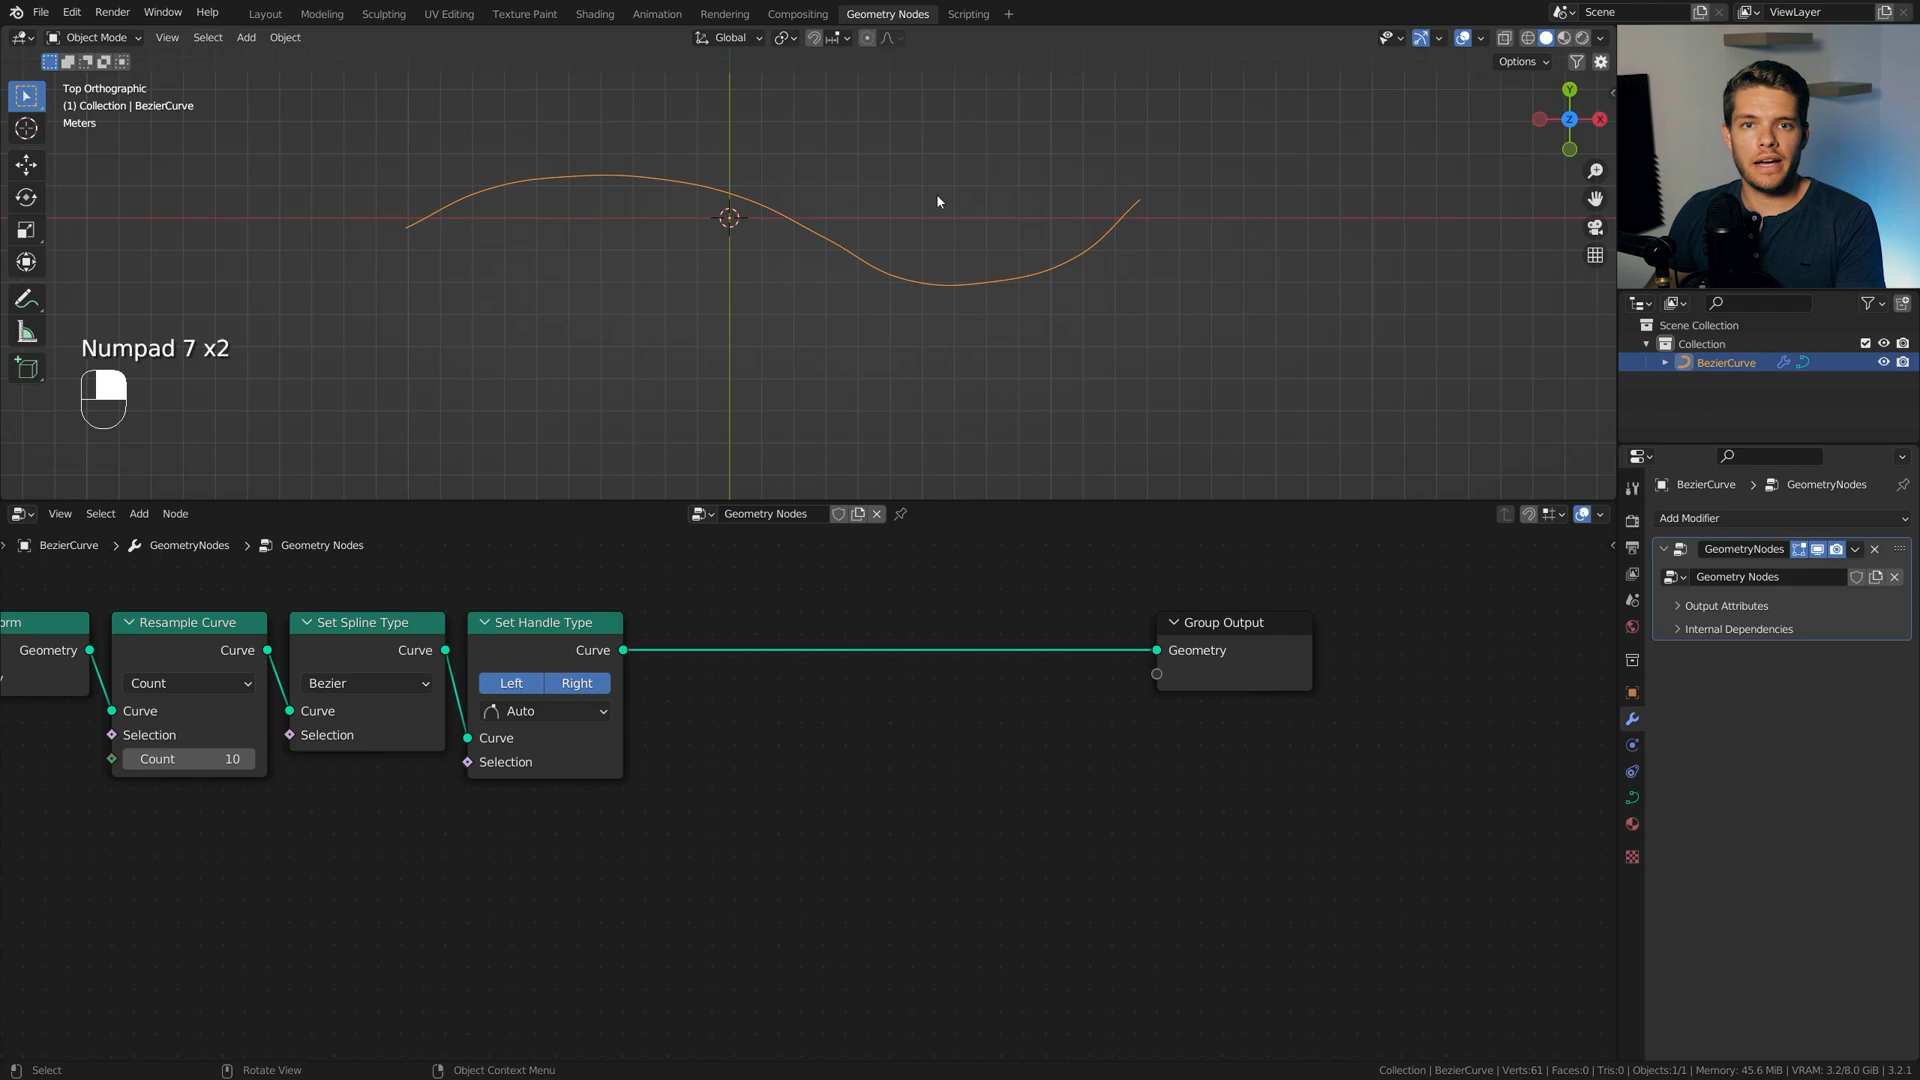 File Edit Render Window Help Layout Modeling Sculpting UV Editing Texture Paint Shading Animation Rendering Compositing Geometry Nodes Scripting + Scene ViewLayer
Object Mode View Select Add Object Global
Options
Top Orthographic
(1) Collection | BezierCurve
Meters
Y
Z X
Numpad 7 x2
Scene Collection
Collection
BezierCurve
BezierCurve > GeometryNodes
Add Modifier
GeometryNodes
Geometry Nodes
Output Attributes
Internal Dependencies
View Select Add Node Geometry Nodes
BezierCurve > GeometryNodes > Geometry Nodes
orm
Geometry
y
Resample Curve
Curve
Count
Curve
Selection
Count 10
Set Spline Type
Curve
Bezier
Curve
Selection
Set Handle Type
Curve
Left Right
Auto
Curve
Selection
Group Output
Geometry
Select Rotate View Object Context Menu Collection | BezierCurve | Verts:61 | Faces:0 | Tris:0 | Objects:1/1 | Memory: 45.6 MiB | VRAM: 3.2/8.0 GiB | 3.2.1